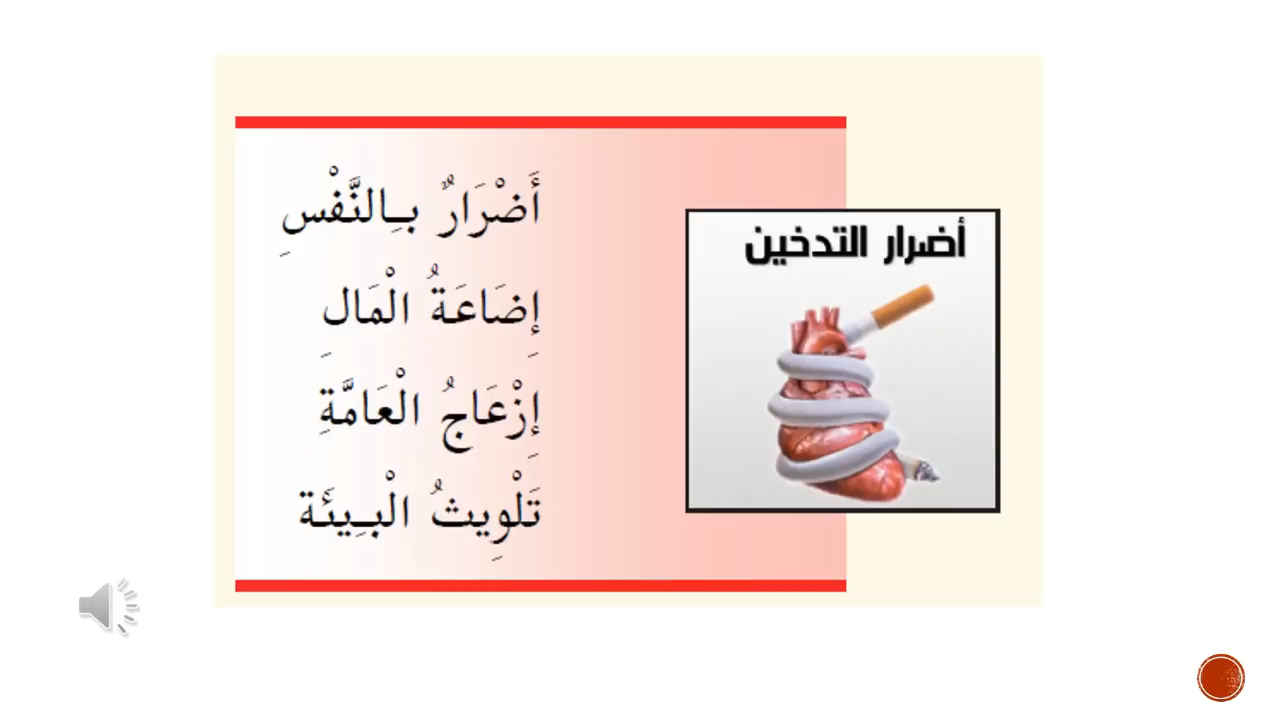 أَضْرَارٌ بِالنَّفْسِ
إِضَاعَةُ الْمَالِ
إِزْعَاجُ الْعَامَّةِ
تَلْوِيثُ الْبِيئَة
أضرار التدخين